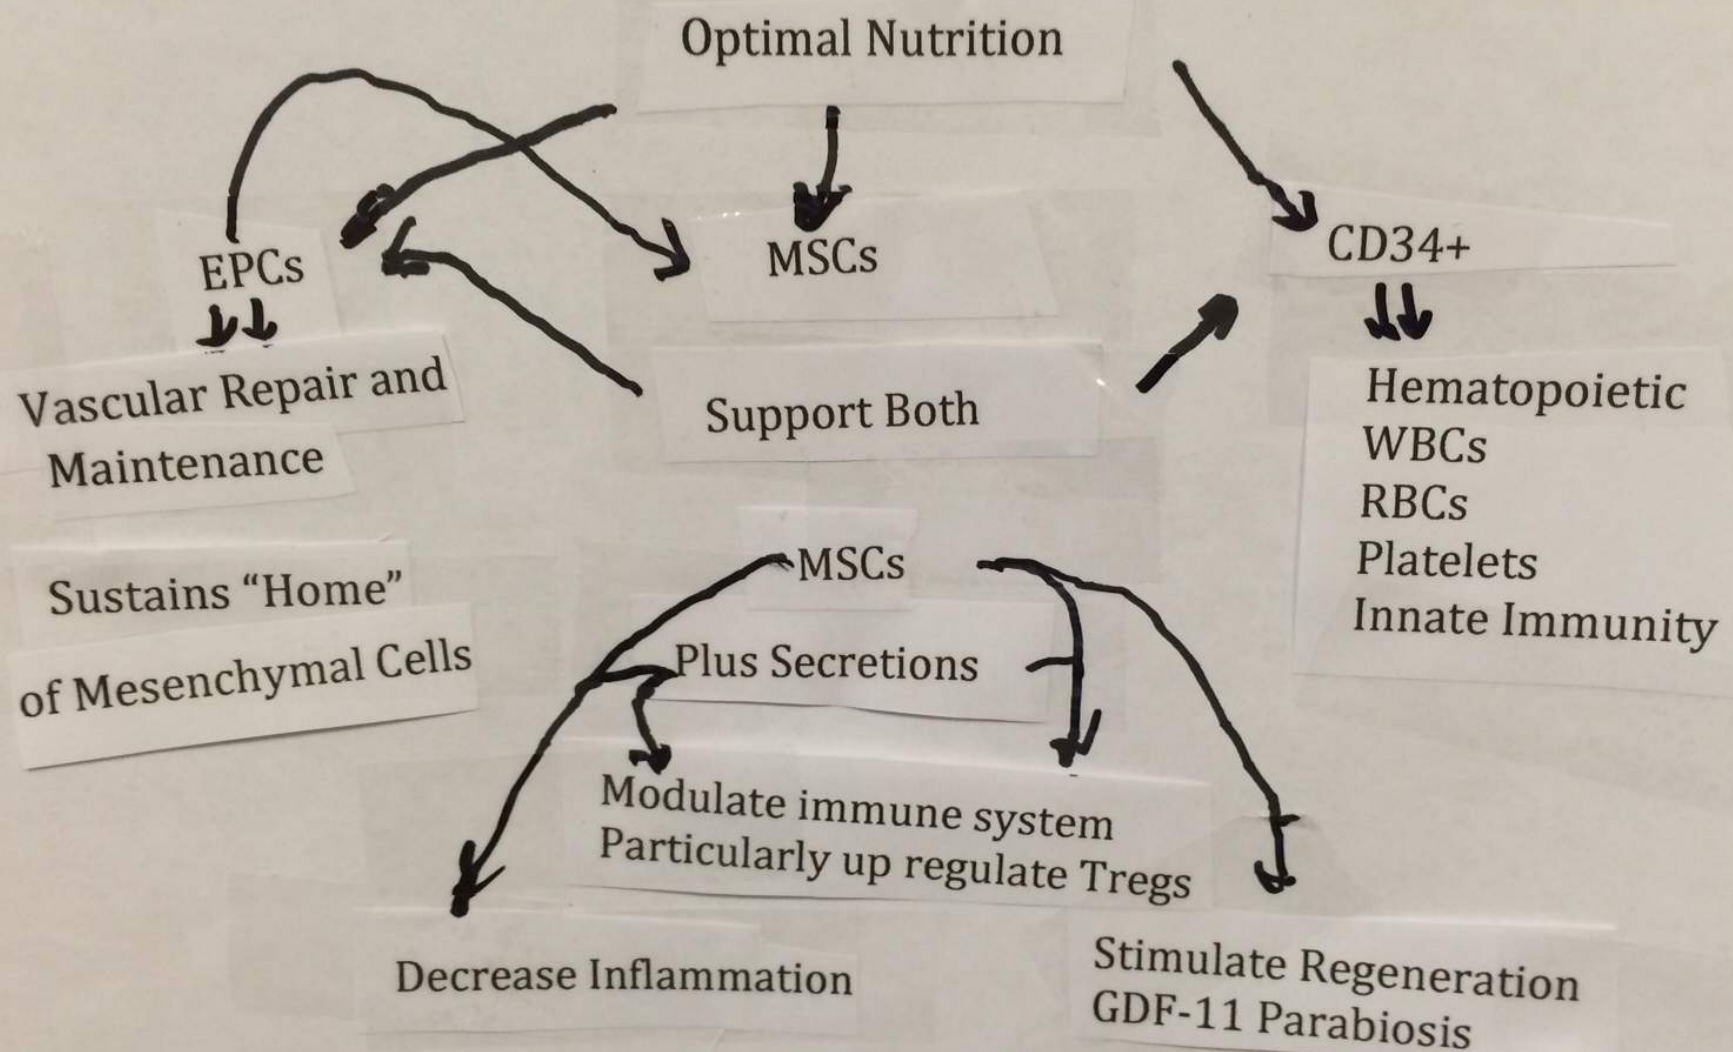 Optimal Nutrition
EPCs
MSCs
CD34+
Vascular Repair and
Maintenance
Support Both
Hematopoietic
WBCs
RBCs
Platelets
Innate Immunity
Sustains “Home”
of Mesenchymal Cells
MSCs
Plus Secretions
Modulate immune system
Particularly up regulate Tregs
Decrease Inflammation
Stimulate Regeneration
GDF-11 Parabiosis